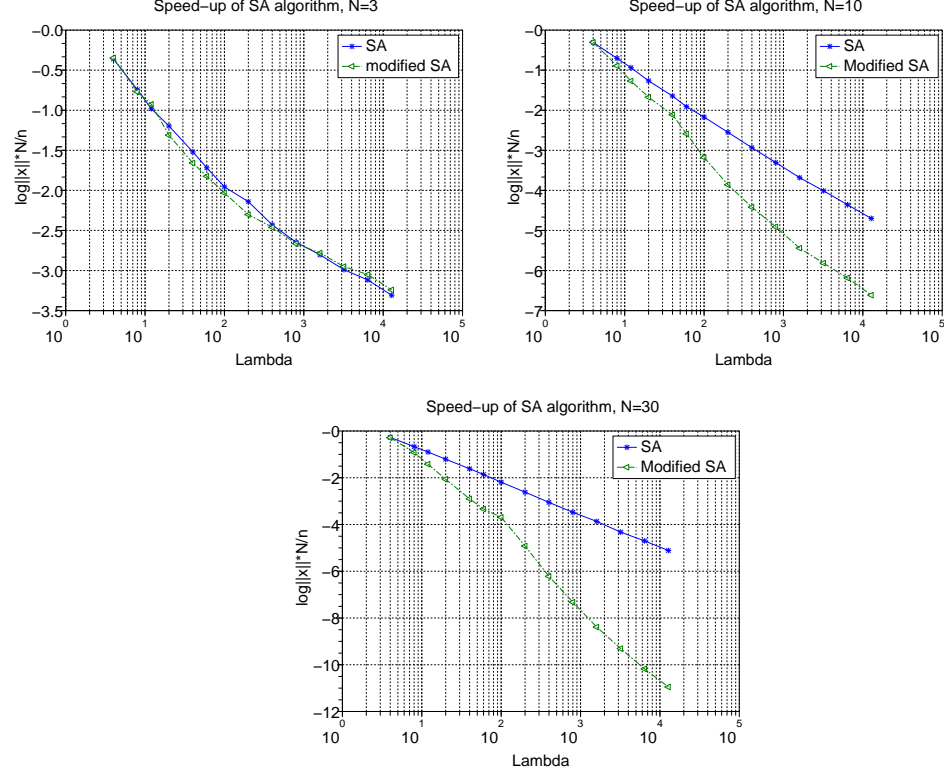 Speed−up of SA algorithm, N=3
−0.0
−0.5
−1.0
−1.5
−2.0
−2.5
−3.0
−3.5
log||x||*N/n
SA
modified SA
10^0 10^1 10^2 10^3 10^4 10^5
Lambda
Speed−up of SA algorithm, N=10
−0
−1
−2
−3
−4
−5
−6
−7
log||x||*N/n
SA
Modified SA
10^0 10^1 10^2 10^3 10^4 10^5
Lambda
Speed−up of SA algorithm, N=30
−0
−2
−4
−6
−8
−10
−12
log||x||*N/n
SA
Modified SA
10^0 10^1 10^2 10^3 10^4 10^5
Lambda